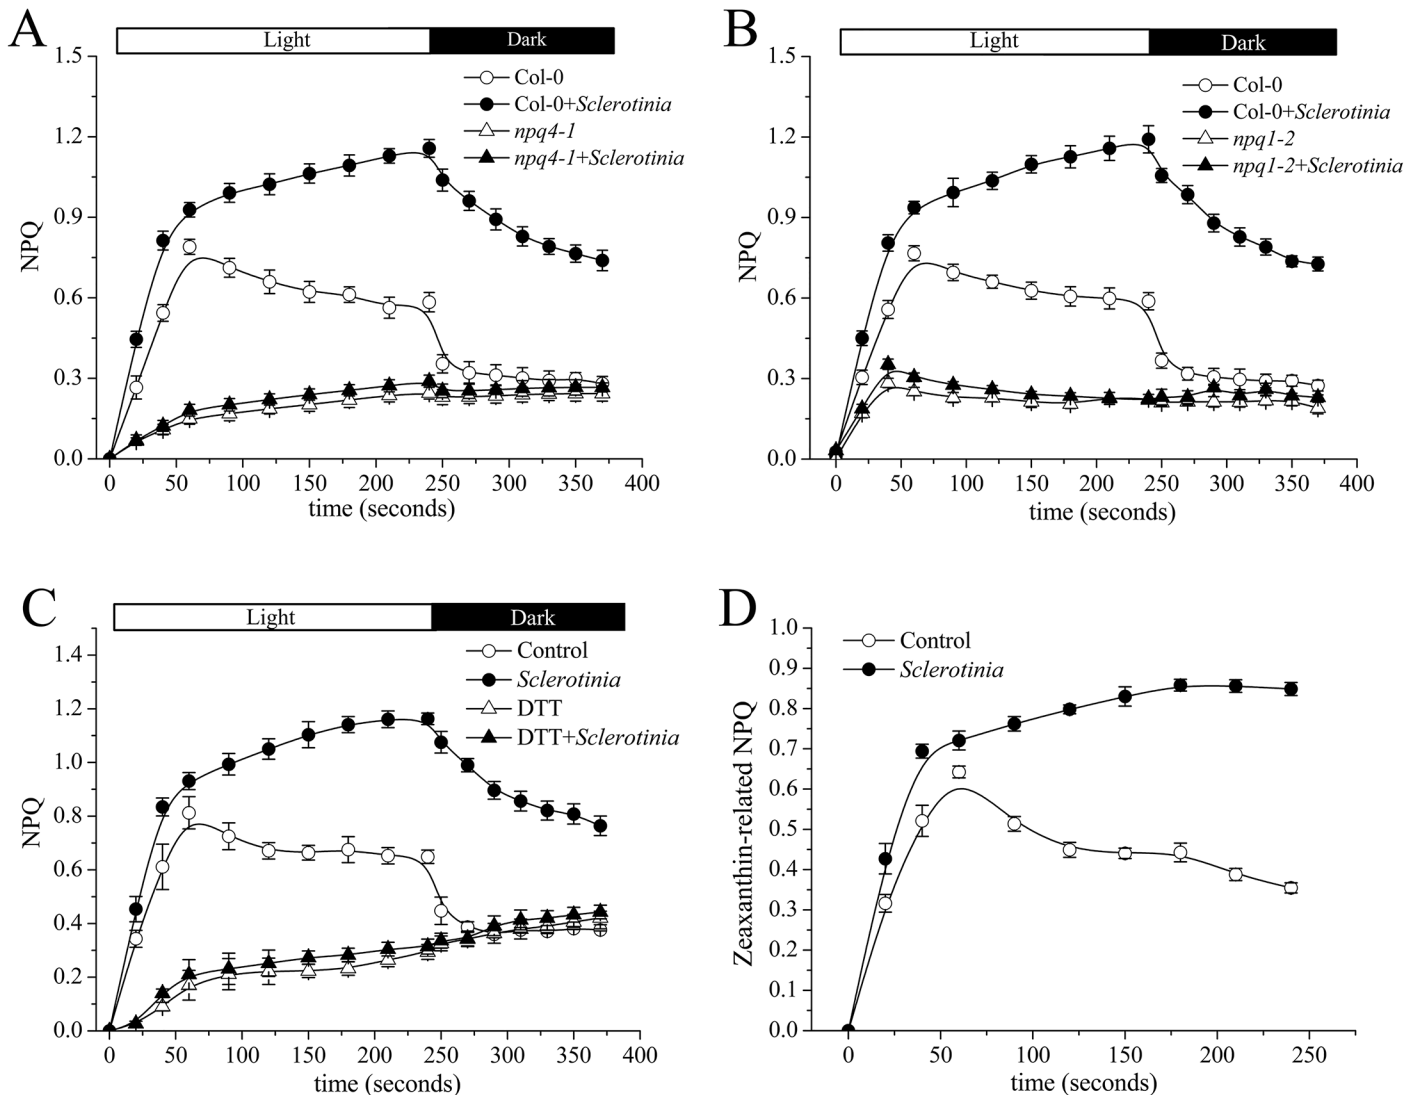 A
Light Dark
1.5
1.2
0.9
0.6
0.3
0.0
NPQ
Col-0
Col-0+Sclerotinia
npq4-1
npq4-1+Sclerotinia
0 50 100 150 200 250 300 350 400
time (seconds)
B
Light Dark
1.5
1.2
0.9
0.6
0.3
0.0
NPQ
Col-0
Col-0+Sclerotinia
npq1-2
npq1-2+Sclerotinia
0 50 100 150 200 250 300 350 400
time (seconds)
C
Light Dark
1.4
1.2
1.0
0.8
0.6
0.4
0.2
0.0
NPQ
Control
Sclerotinia
DTT
DTT+Sclerotinia
0 50 100 150 200 250 300 350 400
time (seconds)
D
1.0
0.9
0.8
0.7
0.6
0.5
0.4
0.3
0.2
0.1
0.0
Zeaxanthin-related NPQ
Control
Sclerotinia
0 50 100 150 200 250
time (seconds)